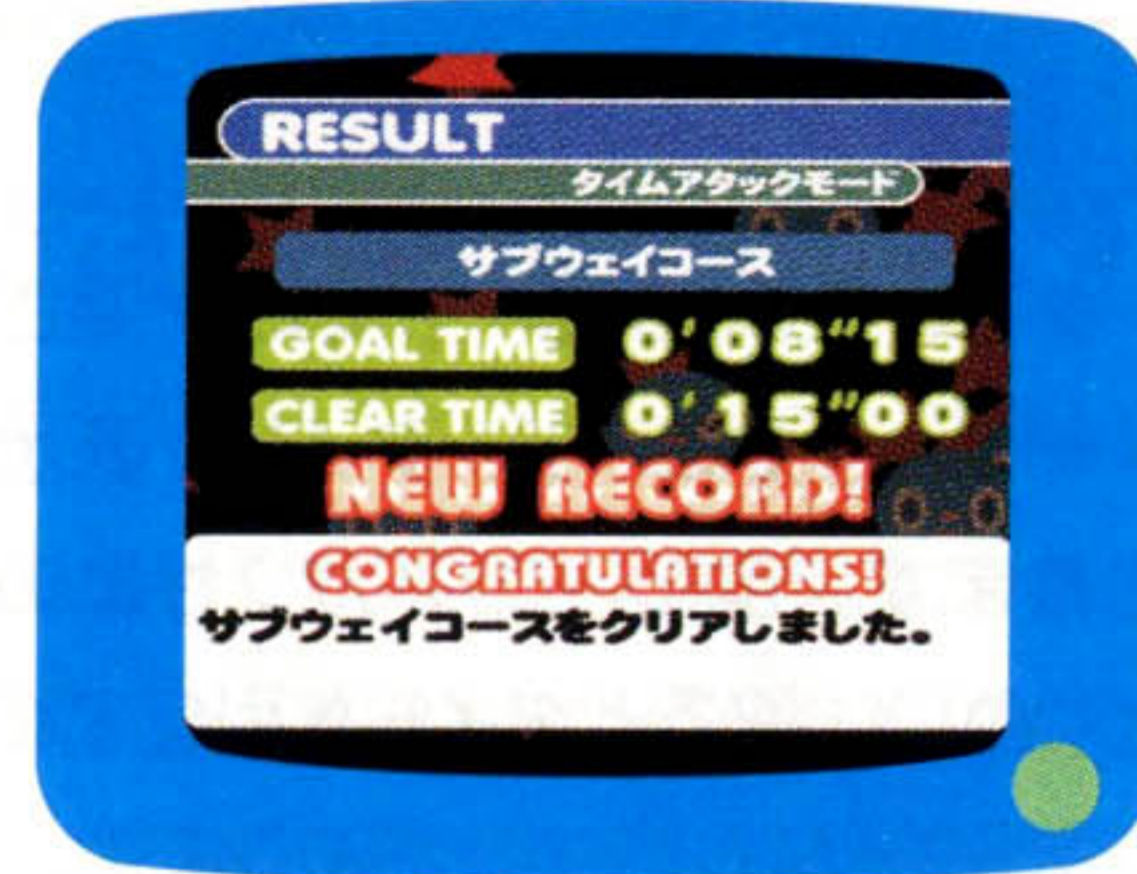 RESULT
タイムアタックモード
サブウェイコース
GOAL TIME 0'08"15
CLEAR TIME 0'15"00
NEW RECORD!
CONGRATULATIONS!
サブウェイコースをクリアしました。